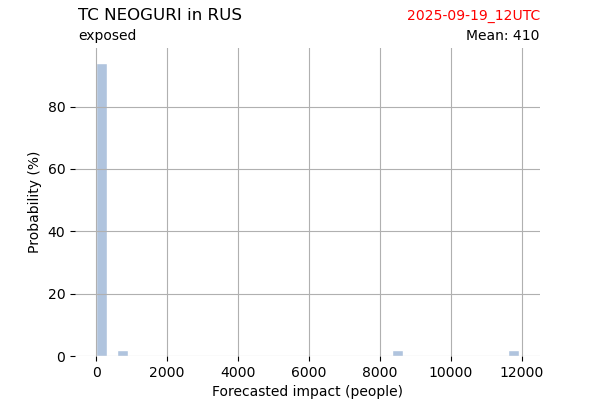 TC NEOGURI in RUS
2025-09-19_12UTC
exposed
Mean: 410
80
60
40
20
0
Probability (%)
0 2000 4000 6000 8000 10000 12000
Forecasted impact (people)